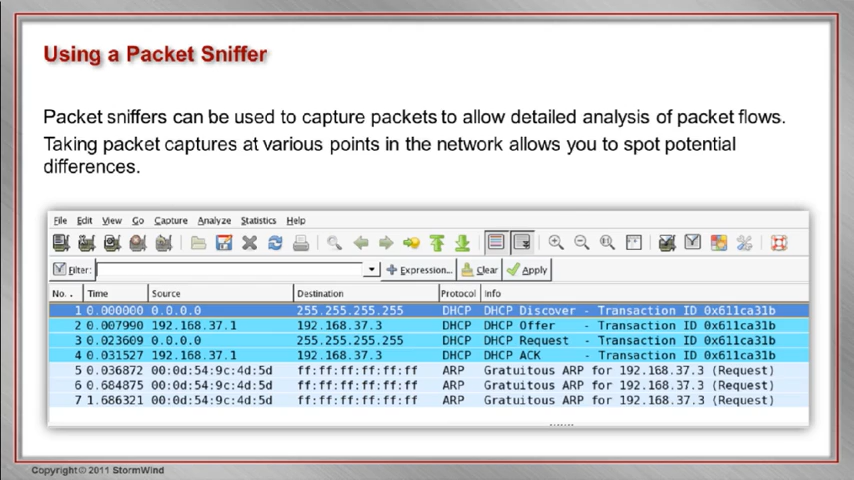 Using a Packet Sniffer
Packet sniffers can be used to capture packets to allow detailed analysis of packet flows.
Taking packet captures at various points in the network allows you to spot potential
differences.
File Edit View Go Capture Analyze Statistics Help
Filter: Expression... Clear Apply
No. . Time Source Destination Protocol Info
1 0.000000 0.0.0.0 255.255.255.255 DHCP DHCP Discover - Transaction ID 0x611ca31b
2 0.007990 192.168.37.1 192.168.37.3 DHCP DHCP Offer - Transaction ID 0x611ca31b
3 0.023609 0.0.0.0 255.255.255.255 DHCP DHCP Request - Transaction ID 0x611ca31b
4 0.031527 192.168.37.1 192.168.37.3 DHCP DHCP ACK - Transaction ID 0x611ca31b
5 0.036872 00:0d:54:9c:4d:5d ff:ff:ff:ff:ff:ff ARP Gratuitous ARP for 192.168.37.3 (Request)
6 0.684875 00:0d:54:9c:4d:5d ff:ff:ff:ff:ff:ff ARP Gratuitous ARP for 192.168.37.3 (Request)
7 1.686321 00:0d:54:9c:4d:5d ff:ff:ff:ff:ff:ff ARP Gratuitous ARP for 192.168.37.3 (Request)
Copyright © 2011 StormWind